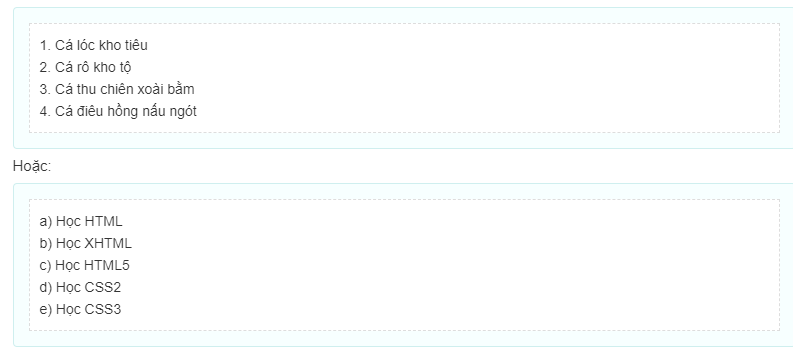 1. Cá lóc kho tiêu
2. Cá rô kho tộ
3. Cá thu chiên xoài bằm
4. Cá điêu hồng nấu ngót
Hoặc:
a) Học HTML
b) Học XHTML
c) Học HTML5
d) Học CSS2
e) Học CSS3